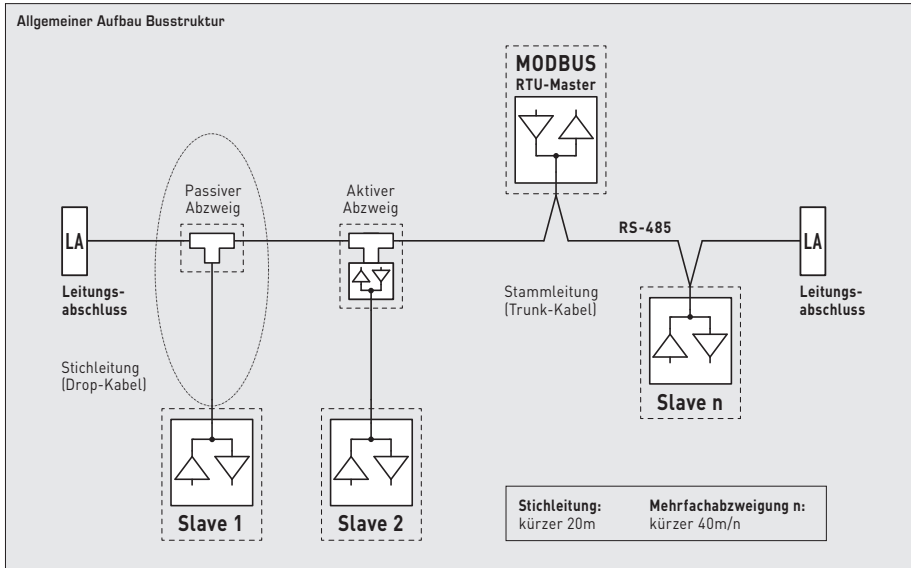 Allgemeiner Aufbau Busstruktur
MODBUS
RTU-Master
Passiver
Abzweig
Aktiver
Abzweig
LA
RS-485
LA
Leitungs-
abschluss
Stammleitung
(Trunk-Kabel)
Leitungs-
abschluss
Stichleitung
(Drop-Kabel)
Slave n
Slave 1
Slave 2
Stichleitung:
kürzer 20m
Mehrfachabzweigung n:
kürzer 40m/n